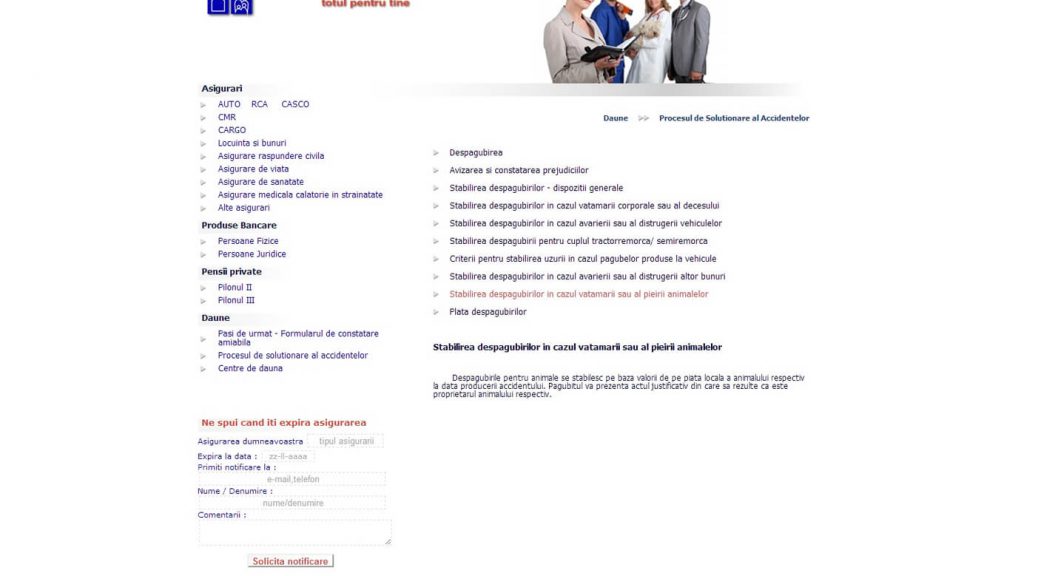 totul pentru tine
Asigurari
AUTO RCA CASCO
CMR
CARGO
Locuinta si bunuri
Asigurare raspundere civila
Asigurare de viata
Asigurare de sanatate
Asigurare medicala calatorie in strainatate
Alte asigurari
Produse Bancare
Persoane Fizice
Persoane Juridice
Pensii private
Pilonul II
Pilonul III
Daune
Pasi de urmat - Formularul de constatare
amiabila
Procesul de solutionare al accidentelor
Centre de dauna
Ne spui cand iti expira asigurarea
Asigurarea dumneavoastra tipul asigurarii
Expira la data : zz-ll-aaaa
Primiti notificare la :
e-mail,telefon
Nume / Denumire :
nume/denumire
Comentarii :
Solicita notificare
Daune >> Procesul de Solutionare al Accidentelor
Despagubirea
Avizarea si constatarea prejudiciilor
Stabilirea despagubirilor - dispozitii generale
Stabilirea despagubirilor in cazul vatamarii corporale sau al decesului
Stabilirea despagubirilor in cazul avarierii sau al distrugerii vehiculelor
Stabilirea despagubirii pentru cuplul tractorremorca/ semiremorca
Criterii pentru stabilirea uzurii in cazul pagubelor produse la vehicule
Stabilirea despagubirilor in cazul avarierii sau al distrugerii altor bunuri
Stabilirea despagubirilor in cazul vatamarii sau al pieirii animalelor
Plata despagubirilor
Stabilirea despagubirilor in cazul vatamarii sau al pieirii animalelor
Despagubirile pentru animale se stabilesc pe baza valorii de pe piata locala a animalului respectiv
la data producerii accidentului. Pagubitul va prezenta actul justificativ din care sa rezulte ca este
proprietarul animalului respectiv.